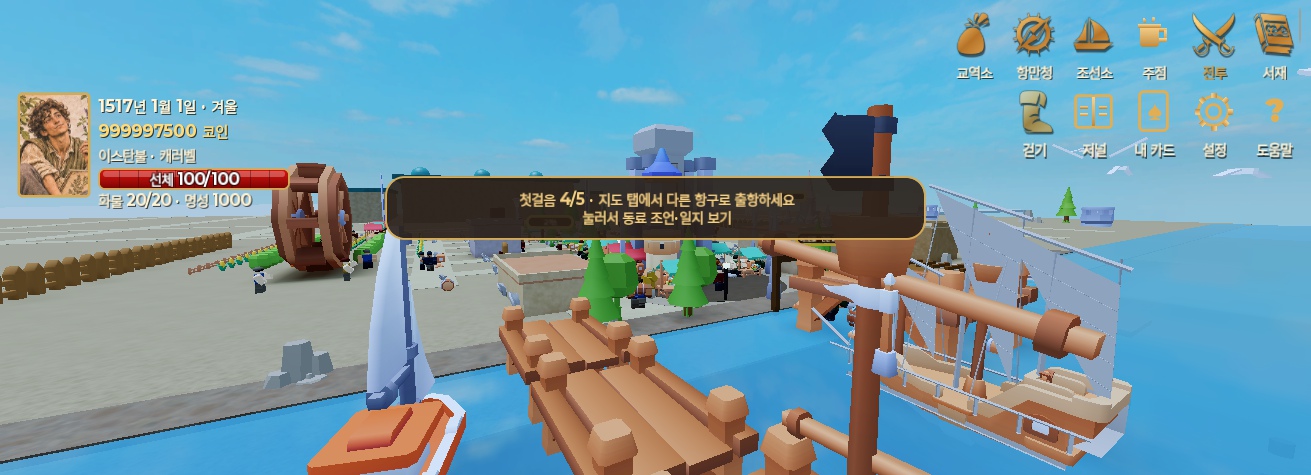 교역소
항만청
조선소
주점
전투
서재
걷기
저널
내 카드
설정
도움말
1517년 1월 1일 · 겨울
999997500 코인
이스탄불 · 캐러벨
선체 100/100
화물 20/20 · 명성 1000
첫걸음 4/5 · 지도 탭에서 다른 항구로 출항하세요
눌러서 동료 조언·일지 보기